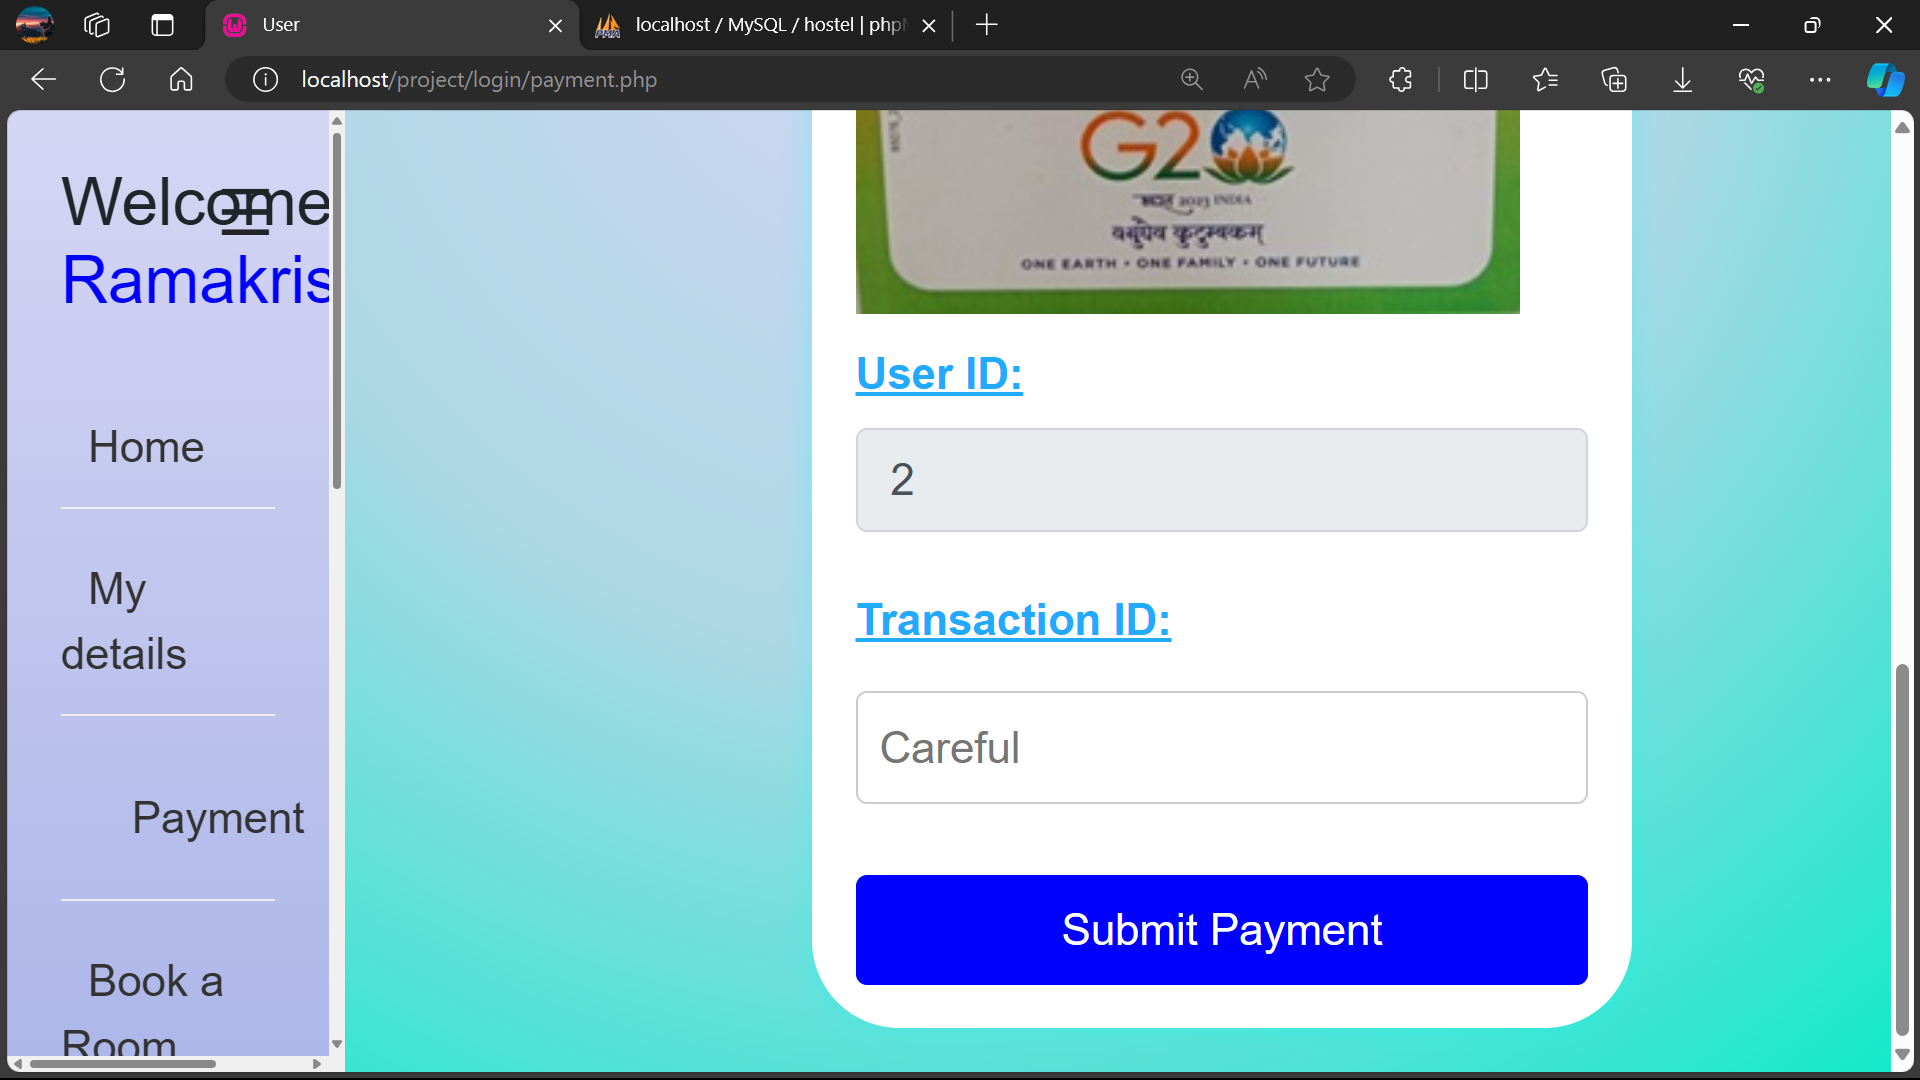 User
localhost / MySQL / hostel | php
localhost/project/login/payment.php
Welcome
Ramakris
Home
My
details
Payment
Book a
Room
G20
भारत 2023 INDIA
वसुधैव कुटुम्बकम्
ONE EARTH • ONE FAMILY • ONE FUTURE
User ID:
2
Transaction ID:
Careful
Submit Payment